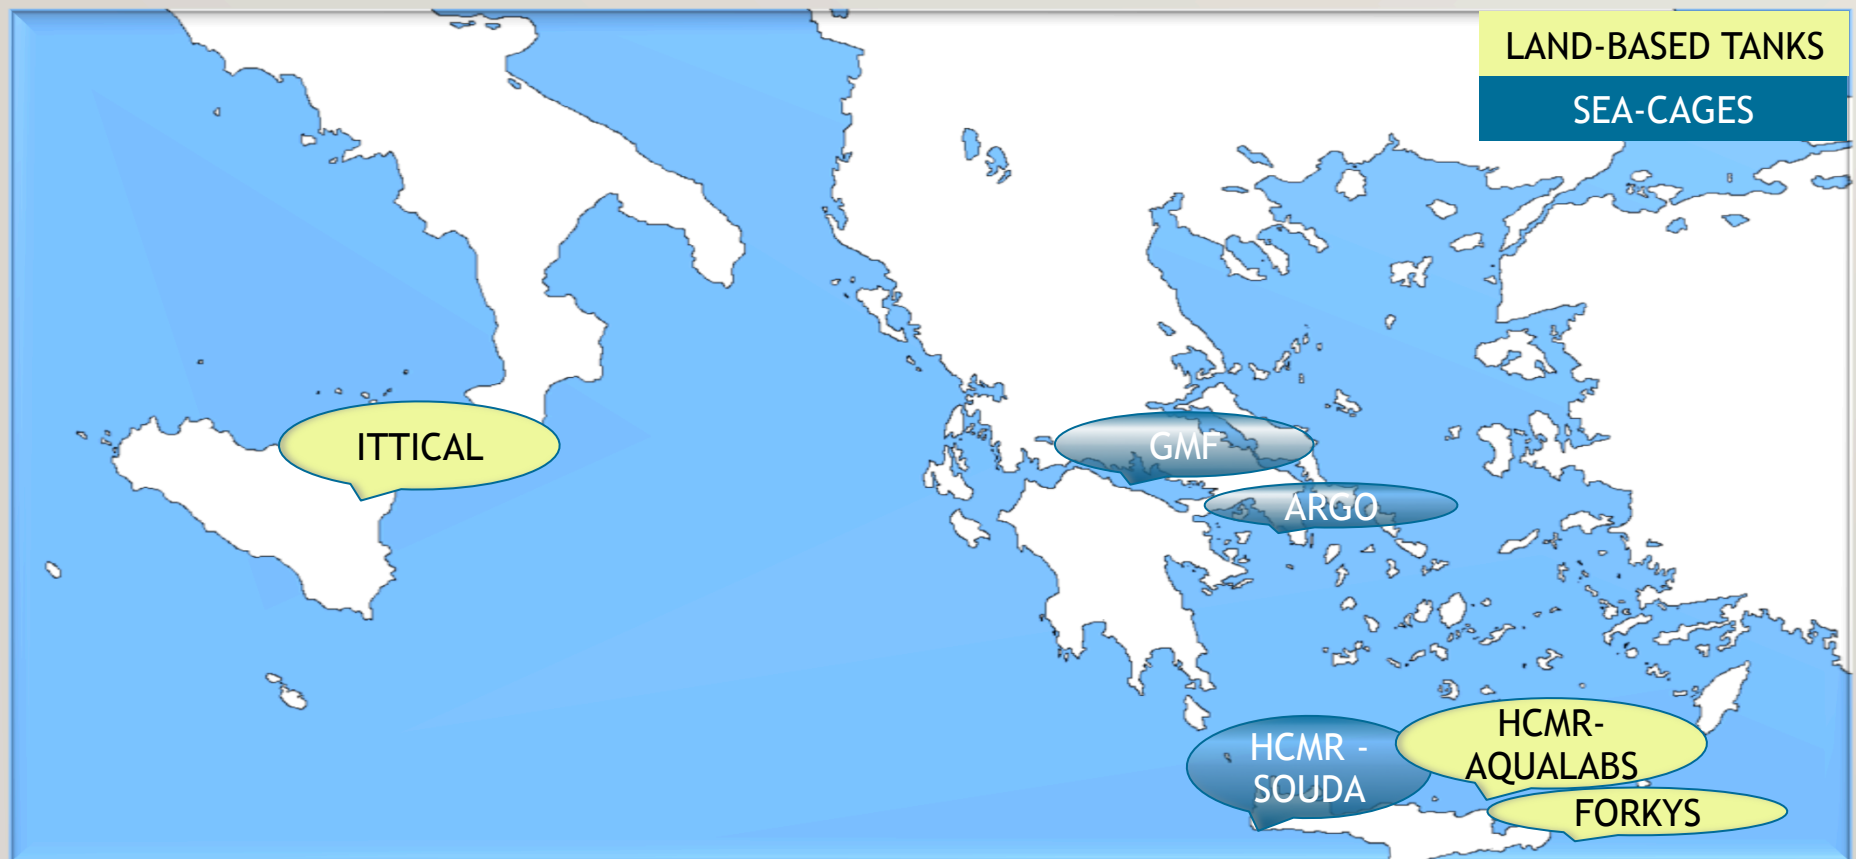 LAND-BASED TANKS
SEA-CAGES
ITTICAL
GMF
ARGO
HCMR -
SOUDA
HCMR-
AQUALABS
FORKYS